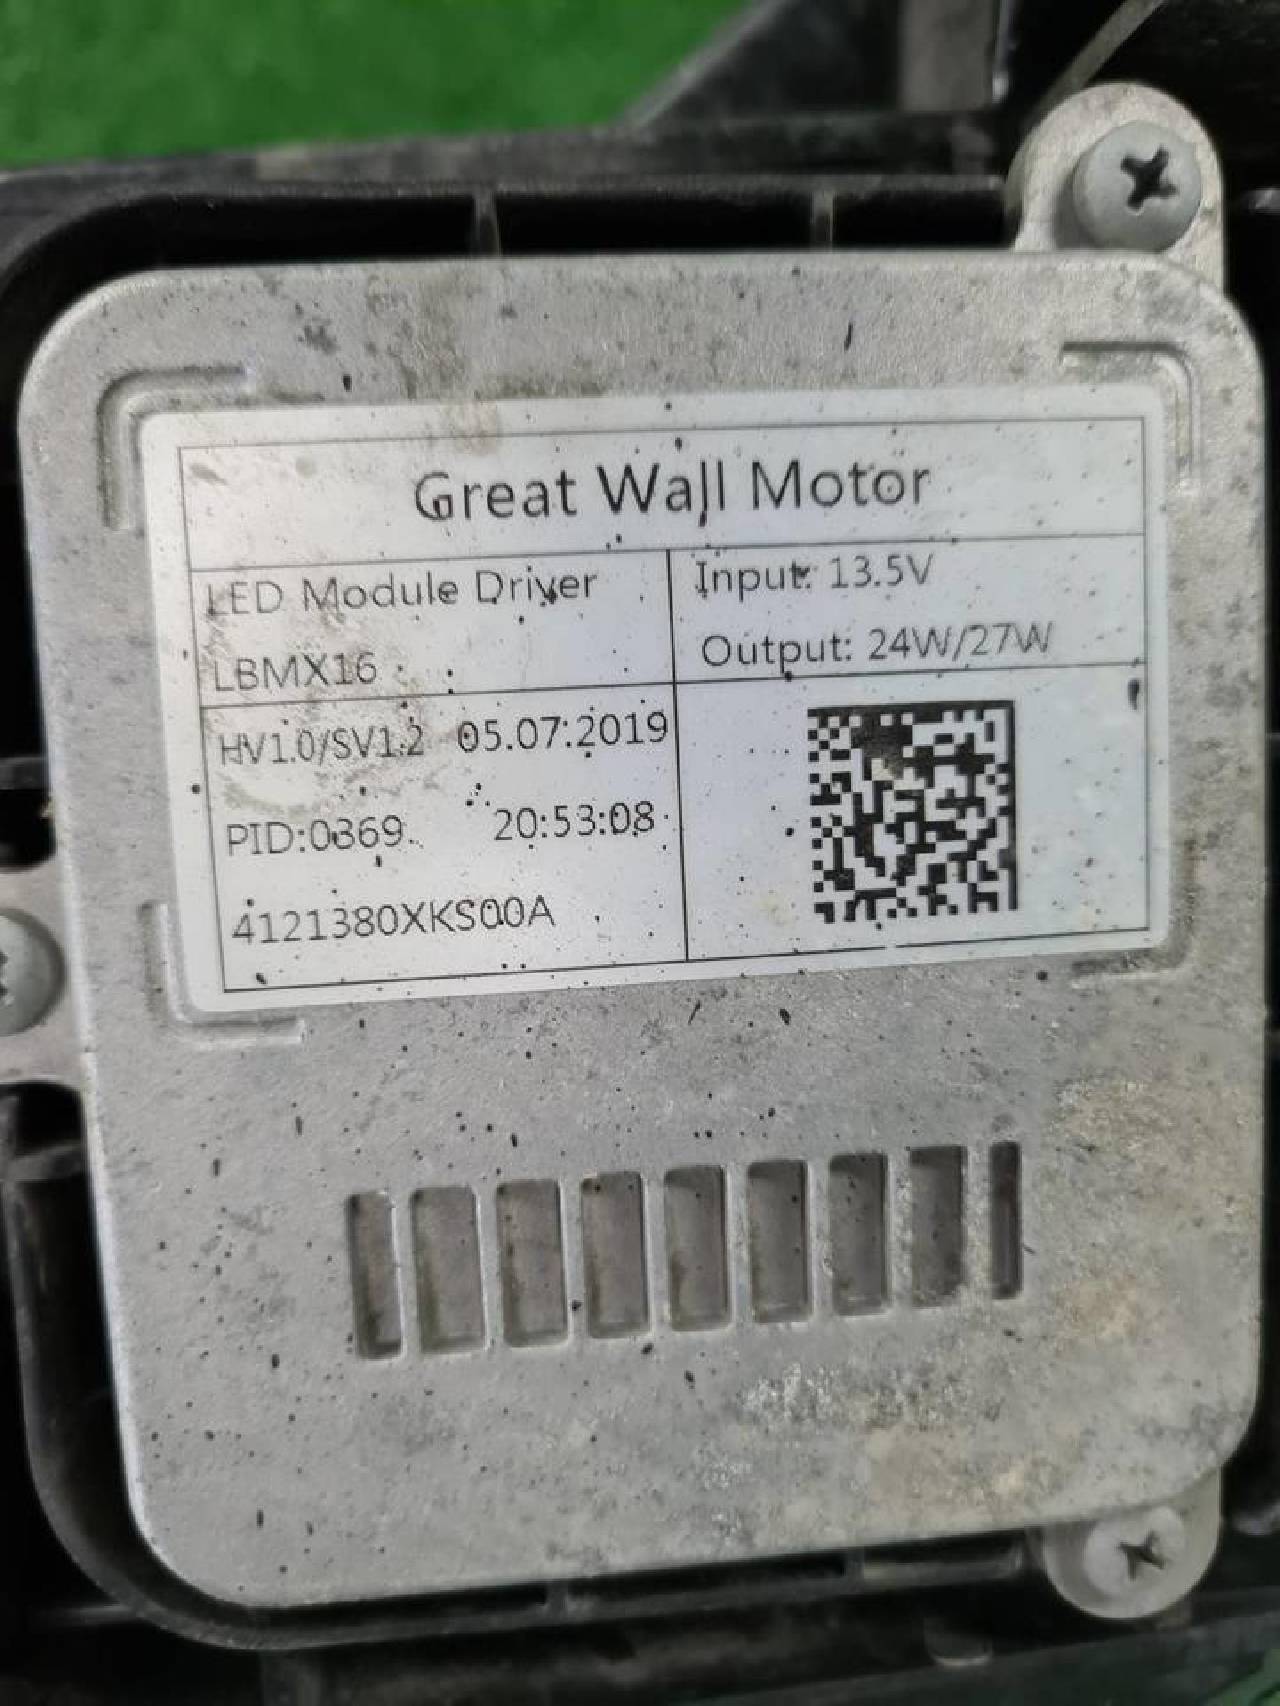 Great Wall Motor
LED Module Driver
LBMX16
Input: 13.5V
Output: 24W/27W
HV1.0/SV1.2 05.07.2019
PID:0369 20:53:08
4121380XKS00A